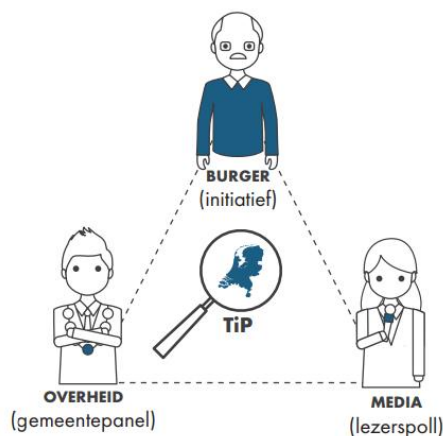 BURGER
(initiatief)
TiP
OVERHEID
(gemeentepanel)
MEDIA
(lezerspoll)